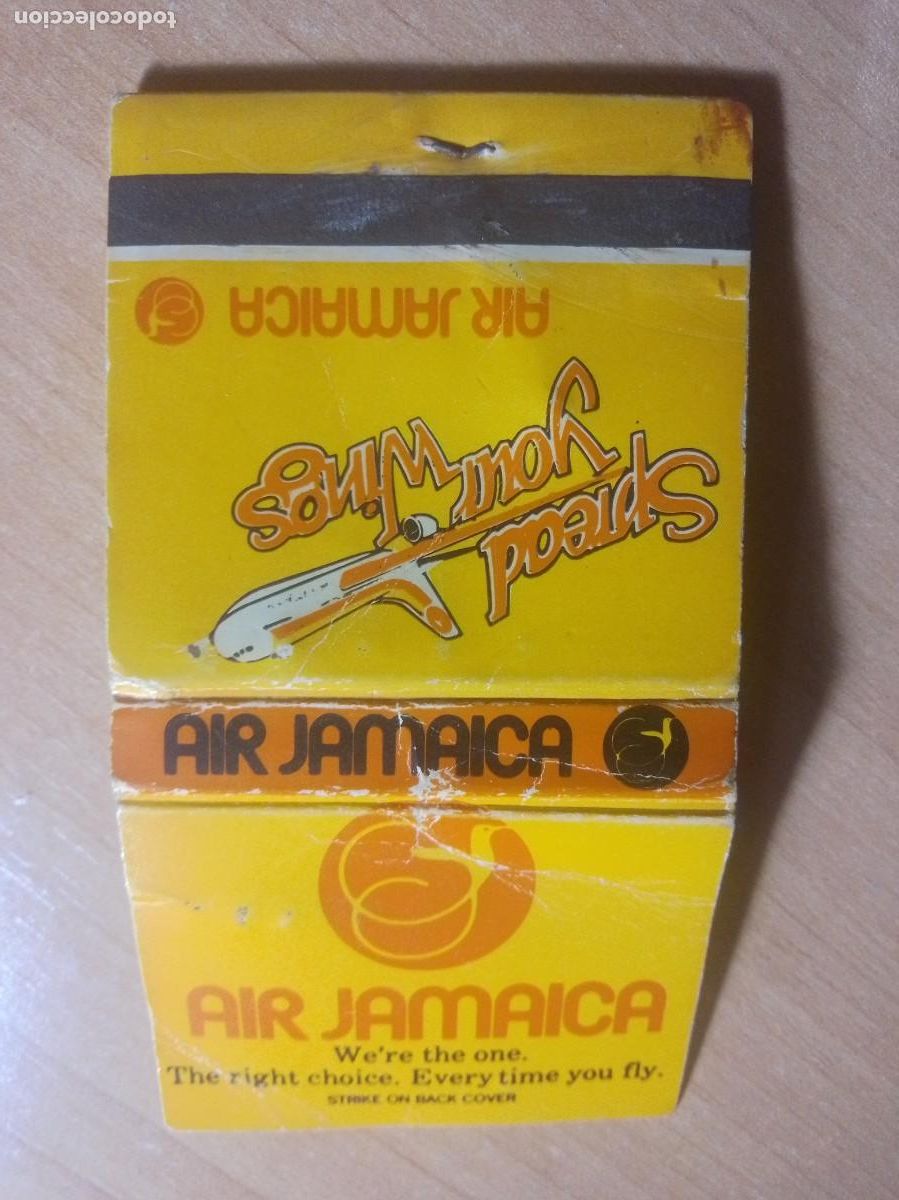 todocoleccion
AIR JAMAICA
Spread
your Wings
AIR JAMAICA
AIR JAMAICA
We're the one.
The right choice. Every time you fly.
STRIKE ON BACK COVER